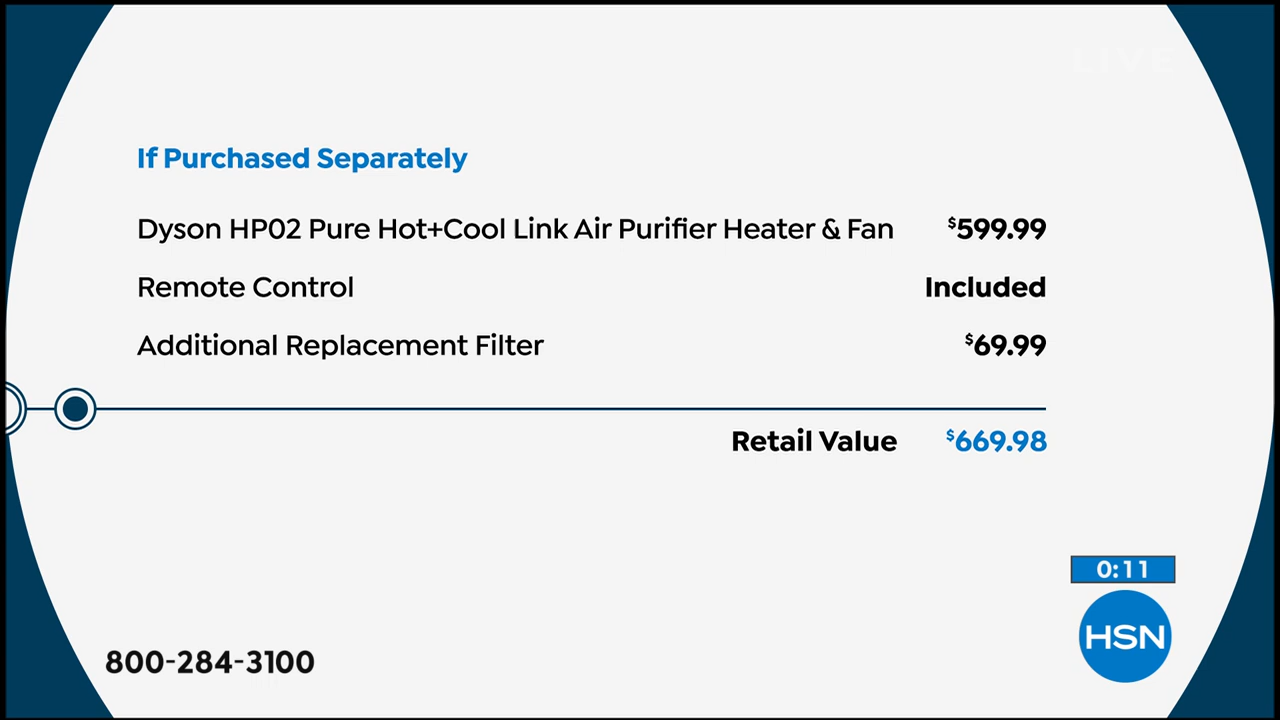 LIVE
If Purchased Separately
Dyson HP02 Pure Hot+Cool Link Air Purifier Heater & Fan $599.99
Remote Control Included
Additional Replacement Filter $69.99
Retail Value $669.98
0:11
HSN
800-284-3100